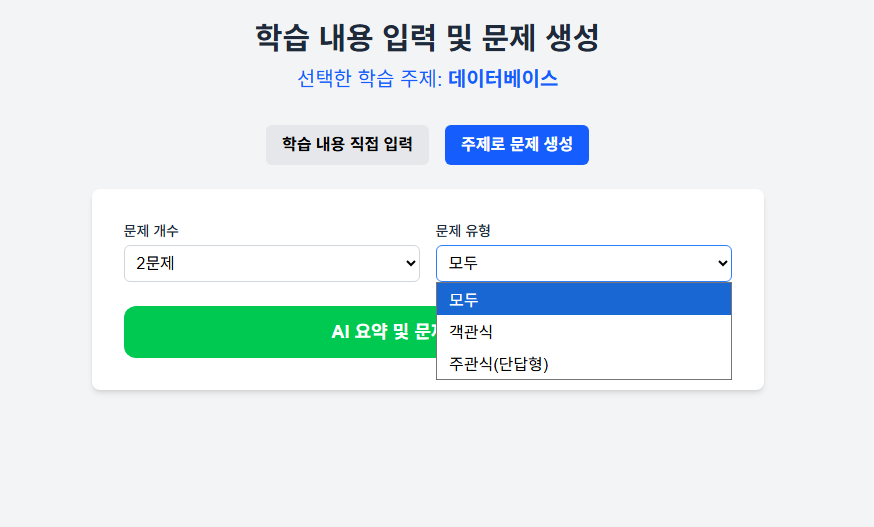 학습 내용 입력 및 문제 생성
선택한 학습 주제: 데이터베이스
학습 내용 직접 입력
주제로 문제 생성
문제 개수
문제 유형
2문제
모두
모두
객관식
주관식(단답형)
AI 요약 및